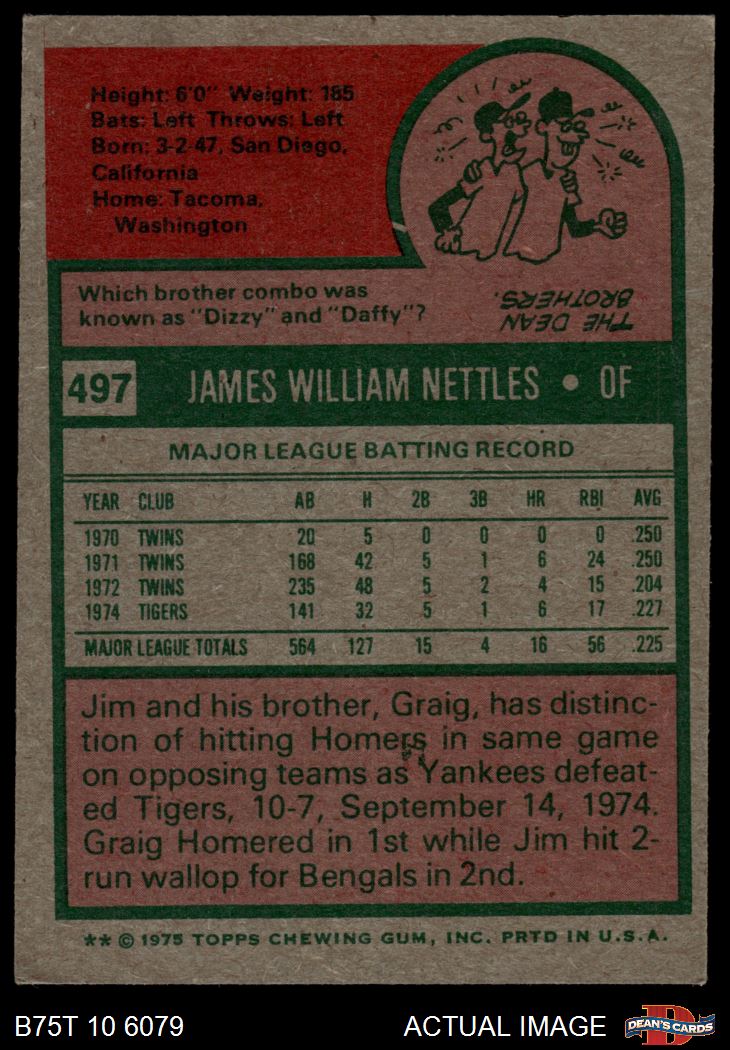 Height: 6'0" Weight: 185
Bats: Left Throws: Left
Born: 3-2-47, San Diego,
California
Home: Tacoma,
Washington
Which brother combo was
known as "Dizzy" and "Daffy"?
THE DEAN
BROTHERS.
497 JAMES WILLIAM NETTLES • OF
MAJOR LEAGUE BATTING RECORD
YEAR CLUB AB H 2B 3B HR RBI AVG
1970 TWINS 20 5 0 0 0 0 .250
1971 TWINS 168 42 5 1 6 24 .250
1972 TWINS 235 48 5 2 4 15 .204
1974 TIGERS 141 32 5 1 6 17 .227
MAJOR LEAGUE TOTALS 564 127 15 4 16 56 .225
Jim and his brother, Graig, has distinc-
tion of hitting Homers in same game
on opposing teams as Yankees defeat-
ed Tigers, 10-7, September 14, 1974.
Graig Homered in 1st while Jim hit 2-
run wallop for Bengals in 2nd.
** © 1975 TOPPS CHEWING GUM, INC. PRTD IN U.S.A.
B75T 10 6079 ACTUAL IMAGE D DEAN'S CARDS